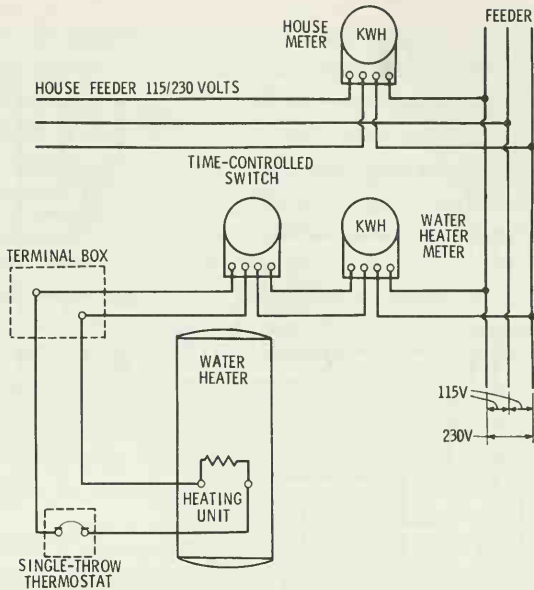 HOUSE
METER
KWH
FEEDER
HOUSE FEEDER 115/230 VOLTS
TIME-CONTROLLED
SWITCH
KWH
WATER
HEATER
METER
TERMINAL BOX
WATER
HEATER
115V
230V
HEATING
UNIT
SINGLE-THROW
THERMOSTAT